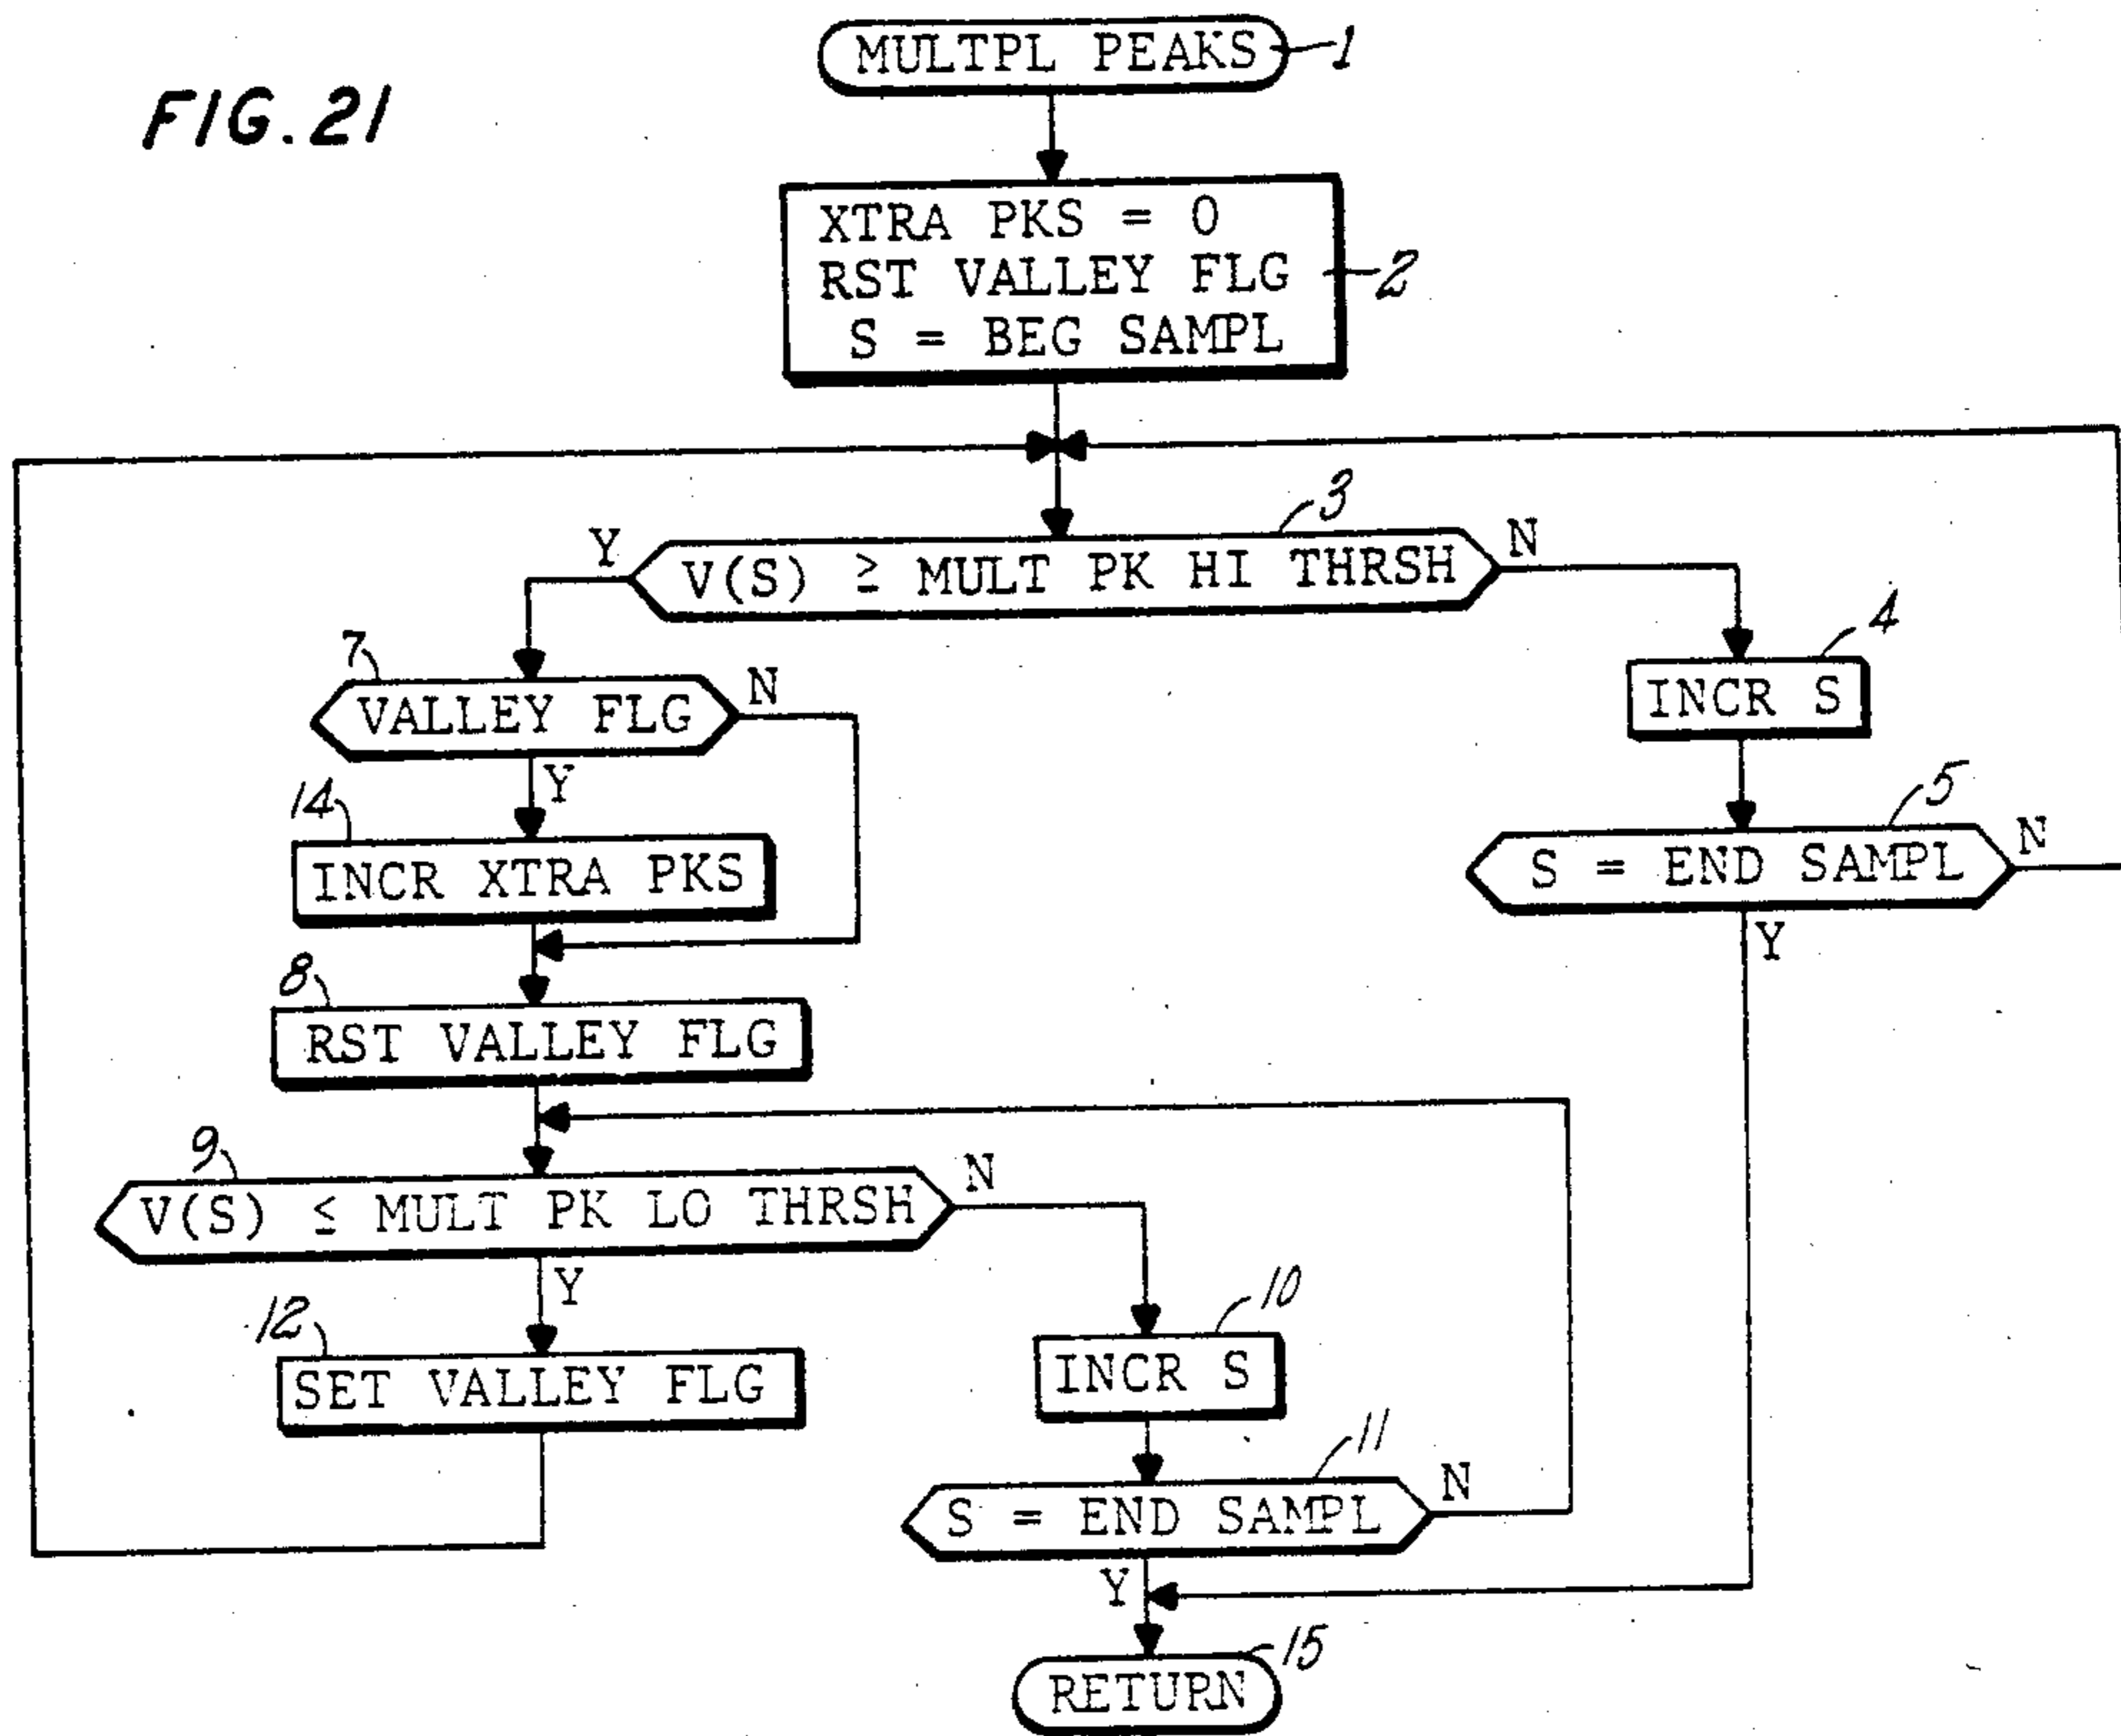 FIG. 21
MULTPL PEAKS
1
XTRA PKS = 0
RST VALLEY FLG
S = BEG SAMPL
2
3
Y
V(S) ≥ MULT PK HI THRSH
N
4
INCR S
7
VALLEY FLG
N
Y
5
S = END SAMPL
N
Y
14
INCR XTRA PKS
8
RST VALLEY FLG
9
V(S) ≤ MULT PK LO THRSH
N
Y
10
INCR S
12
SET VALLEY FLG
11
S = END SAMPL
N
Y
15
RETURN